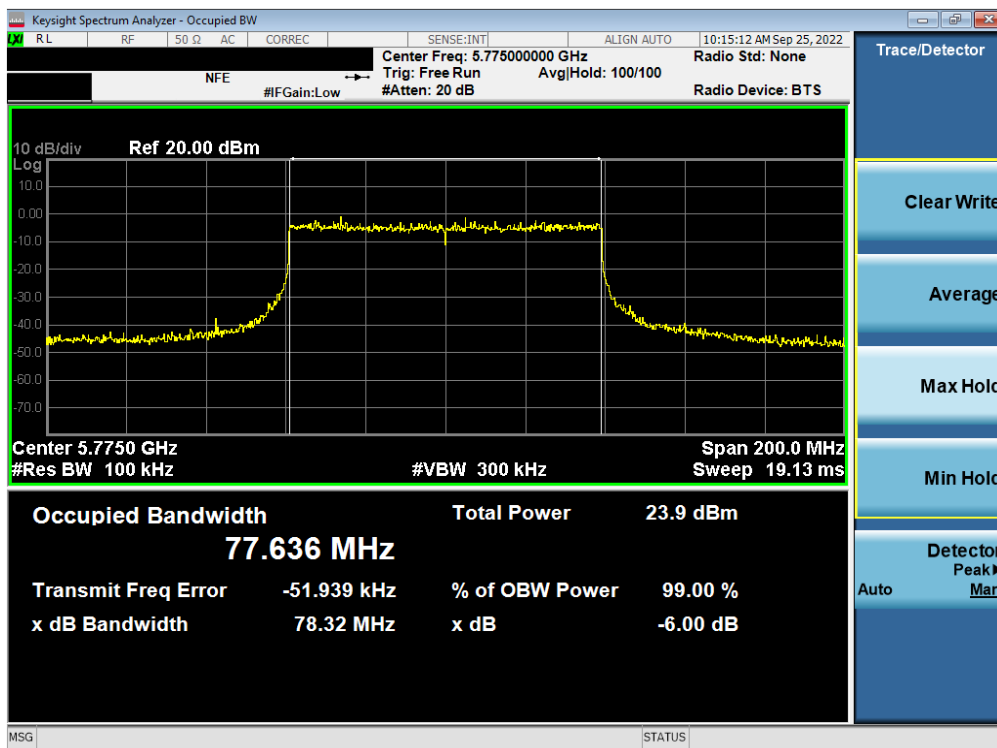 Keysight Spectrum Analyzer - Occupied BW
LXI RL RF 50 Ω AC CORREC SENSE:INT ALIGN AUTO 10:15:12 AM Sep 25, 2022
Center Freq: 5.775000000 GHz Radio Std: None
NFE Trig: Free Run Avg|Hold: 100/100
#IFGain:Low #Atten: 20 dB Radio Device: BTS
10 dB/div Ref 20.00 dBm
Log
10.0
0.00
-10.0
-20.0
-30.0
-40.0
-50.0
-60.0
-70.0
Center 5.7750 GHz Span 200.0 MHz
#Res BW 100 kHz #VBW 300 kHz Sweep 19.13 ms
Occupied Bandwidth Total Power 23.9 dBm
77.636 MHz
Transmit Freq Error -51.939 kHz % of OBW Power 99.00 %
x dB Bandwidth 78.32 MHz x dB -6.00 dB
Trace/Detector
Clear Write
Average
Max Hold
Min Hold
Detector
Peak
Auto Man
MSG STATUS